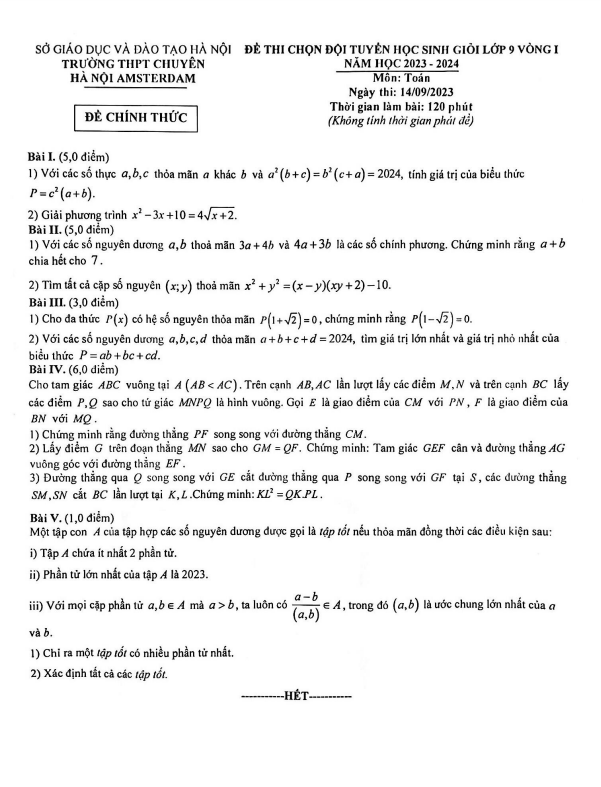 SỞ GIÁO DỤC VÀ ĐÀO TẠO HÀ NỘI
TRƯỜNG THPT CHUYÊN
HÀ NỘI AMSTERDAM
ĐỀ CHÍNH THỨC
ĐỀ THI CHỌN ĐỘI TUYỂN HỌC SINH GIỎI LỚP 9 VÒNG I
NĂM HỌC 2023 - 2024
Môn: Toán
Ngày thi: 14/09/2023
Thời gian làm bài: 120 phút
(Không tính thời gian phát đề)
Bài I. (5,0 điểm)
1) Với các số thực a,b,c thỏa mãn a khác b và a²(b+c)=b²(c+a)=2024, tính giá trị của biểu thức
P=c²(a+b).
2) Giải phương trình x²−3x+10=4√(x+2).
Bài II. (5,0 điểm)
1) Với các số nguyên dương a,b thoả mãn 3a+4b và 4a+3b là các số chính phương. Chứng minh rằng a+b
chia hết cho 7.
2) Tìm tất cả cặp số nguyên (x;y) thoả mãn x²+y²=(x−y)(xy+2)−10.
Bài III. (3,0 điểm)
1) Cho đa thức P(x) có hệ số nguyên thỏa mãn P(1+√2)=0, chứng minh rằng P(1−√2)=0.
2) Với các số nguyên dương a,b,c,d thỏa mãn a+b+c+d=2024, tìm giá trị lớn nhất và giá trị nhỏ nhất của
biểu thức P=ab+bc+cd.
Bài IV. (6,0 điểm)
Cho tam giác ABC vuông tại A (AB<AC). Trên cạnh AB,AC lần lượt lấy các điểm M,N và trên cạnh BC lấy
các điểm P,Q sao cho tứ giác MNPQ là hình vuông. Gọi E là giao điểm của CM với PN, F là giao điểm của
BN với MQ.
1) Chứng minh rằng đường thẳng PF song song với đường thẳng CM.
2) Lấy điểm G trên đoạn thẳng MN sao cho GM=QF. Chứng minh: Tam giác GEF cân và đường thẳng AG
vuông góc với đường thẳng EF.
3) Đường thẳng qua Q song song với GE cắt đường thẳng qua P song song với GF tại S, các đường thẳng
SM,SN cắt BC lần lượt tại K,L.Chứng minh: KL²=QK.PL.
Bài V. (1,0 điểm)
Một tập con A của tập hợp các số nguyên dương được gọi là tập tốt nếu thỏa mãn đồng thời các điều kiện sau:
i) Tập A chứa ít nhất 2 phần tử.
ii) Phần tử lớn nhất của tập A là 2023.
iii) Với mọi cặp phần tử a,b∈A mà a>b, ta luôn có (a−b)/(a,b)∈A, trong đó (a,b) là ước chung lớn nhất của a
và b.
1) Chỉ ra một tập tốt có nhiều phần tử nhất.
2) Xác định tất cả các tập tốt.
-----------HẾT-----------